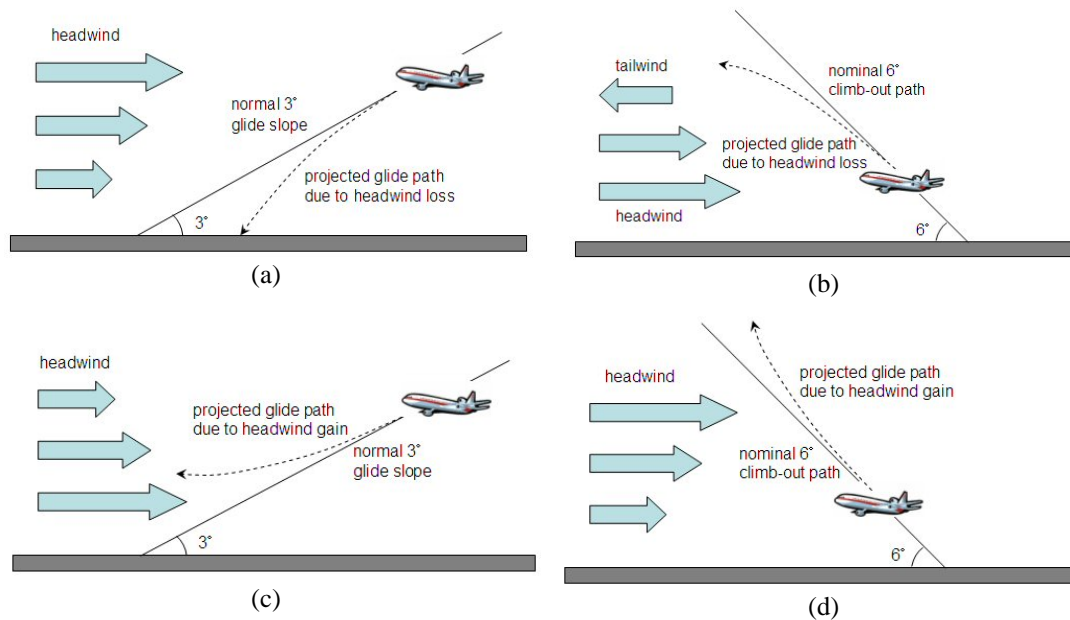 headwind
normal 3°
glide slope
projected glide path
due to headwind loss
3°
(a)
tailwind
nominal 6°
climb-out path
projected glide path
due to headwind loss
headwind
6°
(b)
headwind
projected glide path
due to headwind gain
normal 3°
glide slope
3°
(c)
headwind
projected glide path
due to headwind gain
nominal 6°
climb-out path
6°
(d)